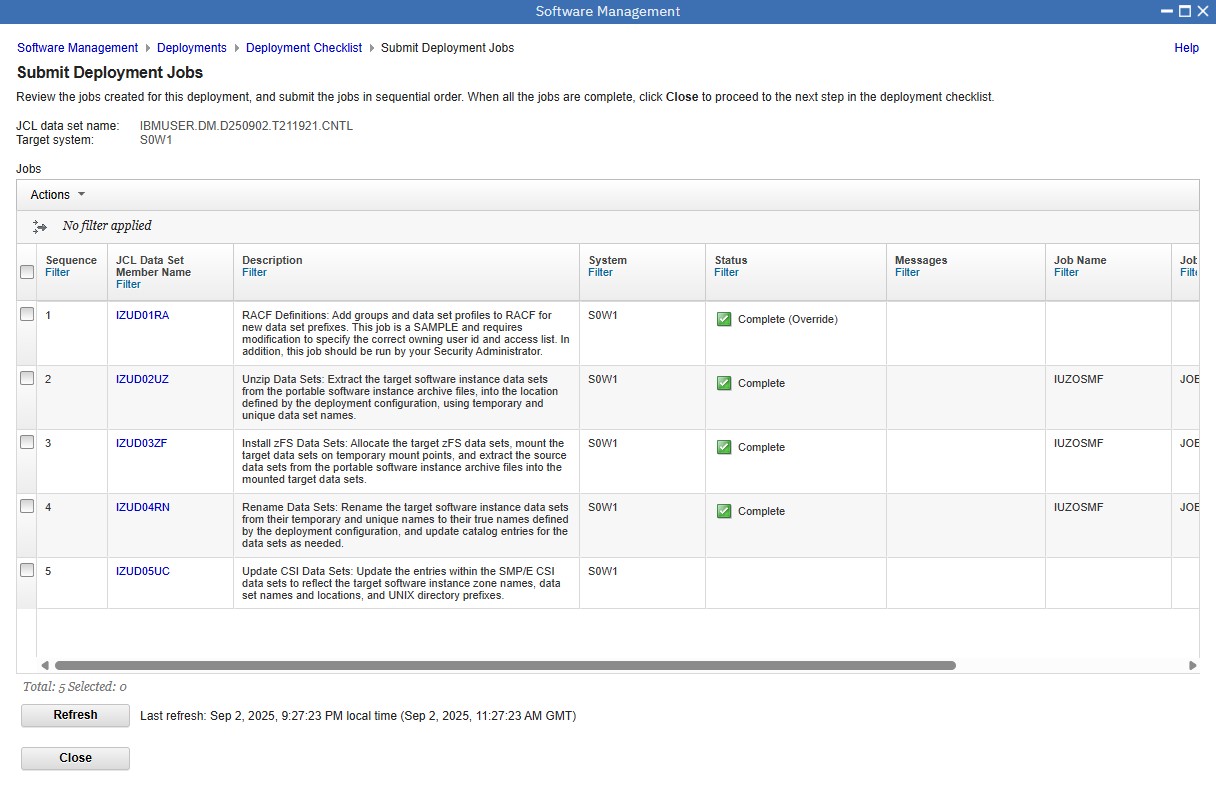 Software Management
Software Management Deployments Deployment Checklist Submit Deployment Jobs Help
Submit Deployment Jobs
Review the jobs created for this deployment, and submit the jobs in sequential order. When all the jobs are complete, click Close to proceed to the next step in the deployment checklist.
JCL data set name: IBMUSER.DM.D250902.T211921.CNTL
Target system: S0W1
Jobs
Actions
No filter applied
Sequence
Filter
JCL Data Set
Member Name
Filter
Description
Filter
System
Filter
Status
Filter
Messages
Filter
Job Name
Filter
Job
1
IZUD01RA
RACF Definitions: Add groups and data set profiles to RACF for
new data set prefixes. This job is a SAMPLE and requires
modification to specify the correct owning user id and access list. In
addition, this job should be run by your Security Administrator.
S0W1
Complete (Override)
2
IZUD02UZ
Unzip Data Sets: Extract the target software instance data sets
from the portable software instance archive files, into the location
defined by the deployment configuration, using temporary and
unique data set names.
S0W1
Complete
IUZOSMF
3
IZUD03ZF
Install zFS Data Sets: Allocate the target zFS data sets, mount the
target data sets on temporary mount points, and extract the source
data sets from the portable software instance archive files into the
mounted target data sets.
S0W1
Complete
IUZOSMF
4
IZUD04RN
Rename Data Sets: Rename the target software instance data sets
from their temporary and unique names to their true names defined
by the deployment configuration, and update catalog entries for the
data sets as needed.
S0W1
Complete
IUZOSMF
5
IZUD05UC
Update CSI Data Sets: Update the entries within the SMP/E CSI
data sets to reflect the target software instance zone names, data
set names and locations, and UNIX directory prefixes.
S0W1
Total: 5 Selected: 0
Refresh Last refresh: Sep 2, 2025, 9:27:23 PM local time (Sep 2, 2025, 11:27:23 AM GMT)
Close